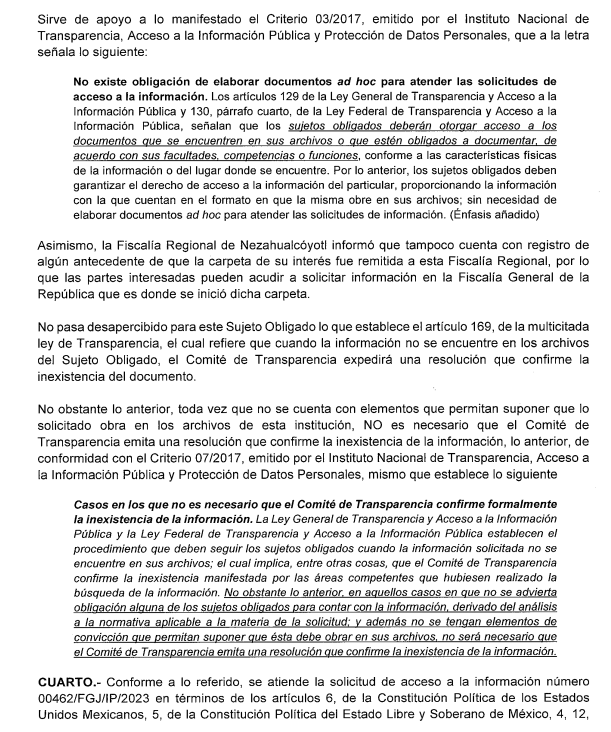 Sirve de apoyo a lo manifestado el Criterio 03/2017, emitido por el Instituto Nacional de
Transparencia, Acceso a la Información Pública y Protección de Datos Personales, que a la letra
señala lo siguiente:
No existe obligación de elaborar documentos ad hoc para atender las solicitudes de
acceso a la información. Los artículos 129 de la Ley General de Transparencia y Acceso a la
Información Pública y 130, párrafo cuarto, de la Ley Federal de Transparencia y Acceso a la
Información Pública, señalan que los sujetos obligados deberán otorgar acceso a los
documentos que se encuentren en sus archivos o que estén obligados a documentar, de
acuerdo con sus facultades, competencias o funciones, conforme a las características físicas
de la información o del lugar donde se encuentre. Por lo anterior, los sujetos obligados deben
garantizar el derecho de acceso a la información del particular, proporcionando la información
con la que cuentan en el formato en que la misma obre en sus archivos; sin necesidad de
elaborar documentos ad hoc para atender las solicitudes de información. (Énfasis añadido)
Asimismo, la Fiscalía Regional de Nezahualcóyotl informó que tampoco cuenta con registro de
algún antecedente de que la carpeta de su interés fue remitida a esta Fiscalía Regional, por lo
que las partes interesadas pueden acudir a solicitar información en la Fiscalía General de la
República que es donde se inició dicha carpeta.
No pasa desapercibido para este Sujeto Obligado lo que establece el artículo 169, de la multicitada
ley de Transparencia, el cual refiere que cuando la información no se encuentre en los archivos
del Sujeto Obligado, el Comité de Transparencia expedirá una resolución que confirme la
inexistencia del documento.
No obstante lo anterior, toda vez que no se cuenta con elementos que permitan suponer que lo
solicitado obra en los archivos de esta institución, NO es necesario que el Comité de
Transparencia emita una resolución que confirme la inexistencia de la información, lo anterior, de
conformidad con el Criterio 07/2017, emitido por el Instituto Nacional de Transparencia, Acceso a
la Información Pública y Protección de Datos Personales, mismo que establece lo siguiente
Casos en los que no es necesario que el Comité de Transparencia confirme formalmente
la inexistencia de la información. La Ley General de Transparencia y Acceso a la Información
Pública y la Ley Federal de Transparencia y Acceso a la Información Pública establecen el
procedimiento que deben seguir los sujetos obligados cuando la información solicitada no se
encuentre en sus archivos; el cual implica, entre otras cosas, que el Comité de Transparencia
confirme la inexistencia manifestada por las áreas competentes que hubiesen realizado la
búsqueda de la información. No obstante lo anterior, en aquellos casos en que no se advierta
obligación alguna de los sujetos obligados para contar con la información, derivado del análisis
a la normativa aplicable a la materia de la solicitud; y además no se tengan elementos de
convicción que permitan suponer que ésta debe obrar en sus archivos, no será necesario que
el Comité de Transparencia emita una resolución que confirme la inexistencia de la información.
CUARTO.- Conforme a lo referido, se atiende la solicitud de acceso a la información número
00462/FGJ/IP/2023 en términos de los artículos 6, de la Constitución Política de los Estados
Unidos Mexicanos, 5, de la Constitución Política del Estado Libre y Soberano de México, 4, 12,